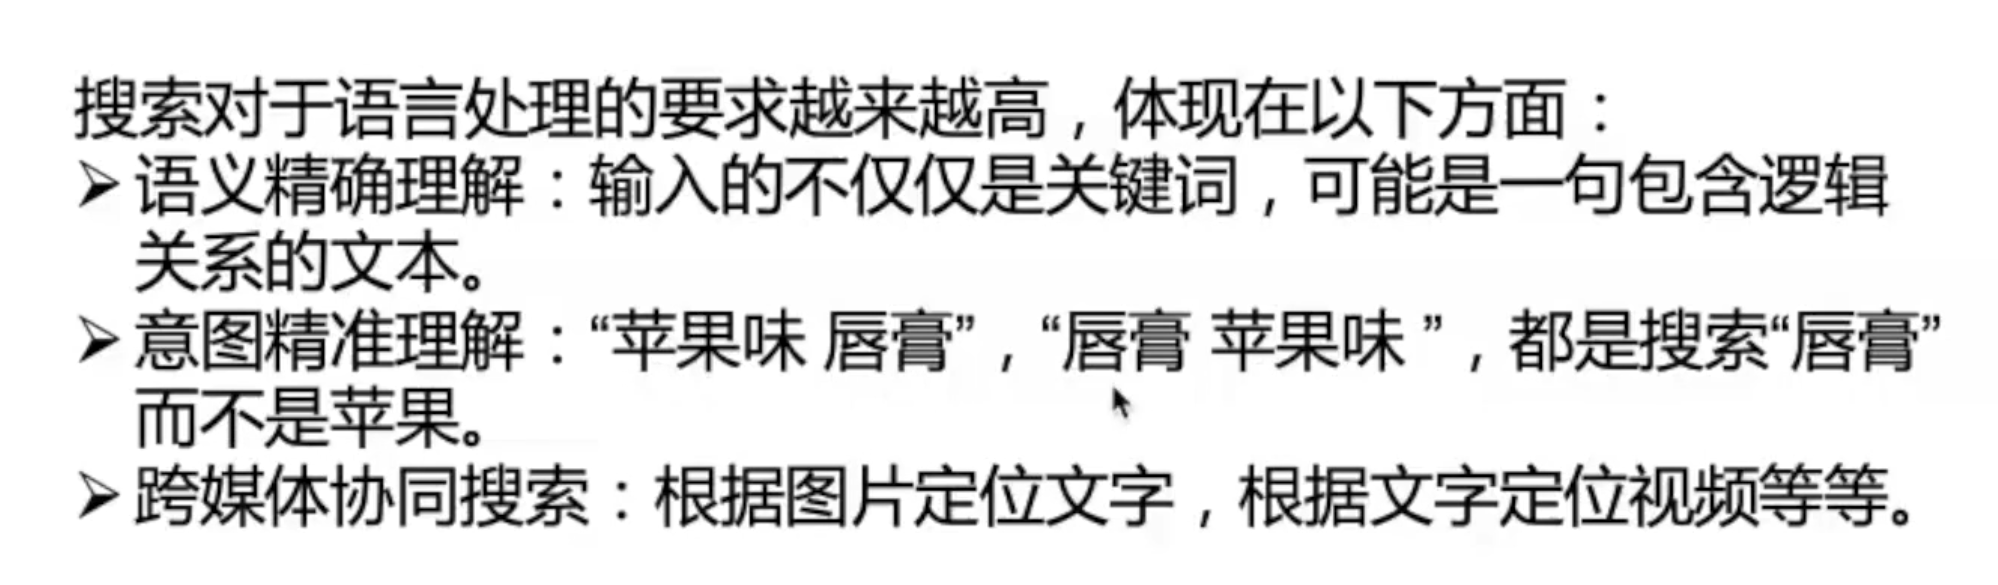 搜索对于语言处理的要求越来越高，体现在以下方面：
➢语义精确理解：输入的不仅仅是关键词，可能是一句包含逻辑
关系的文本。
➢意图精准理解：“苹果味 唇膏”，“唇膏 苹果味 ”，都是搜索“唇膏”
而不是苹果。
➢跨媒体协同搜索：根据图片定位文字，根据文字定位视频等等。